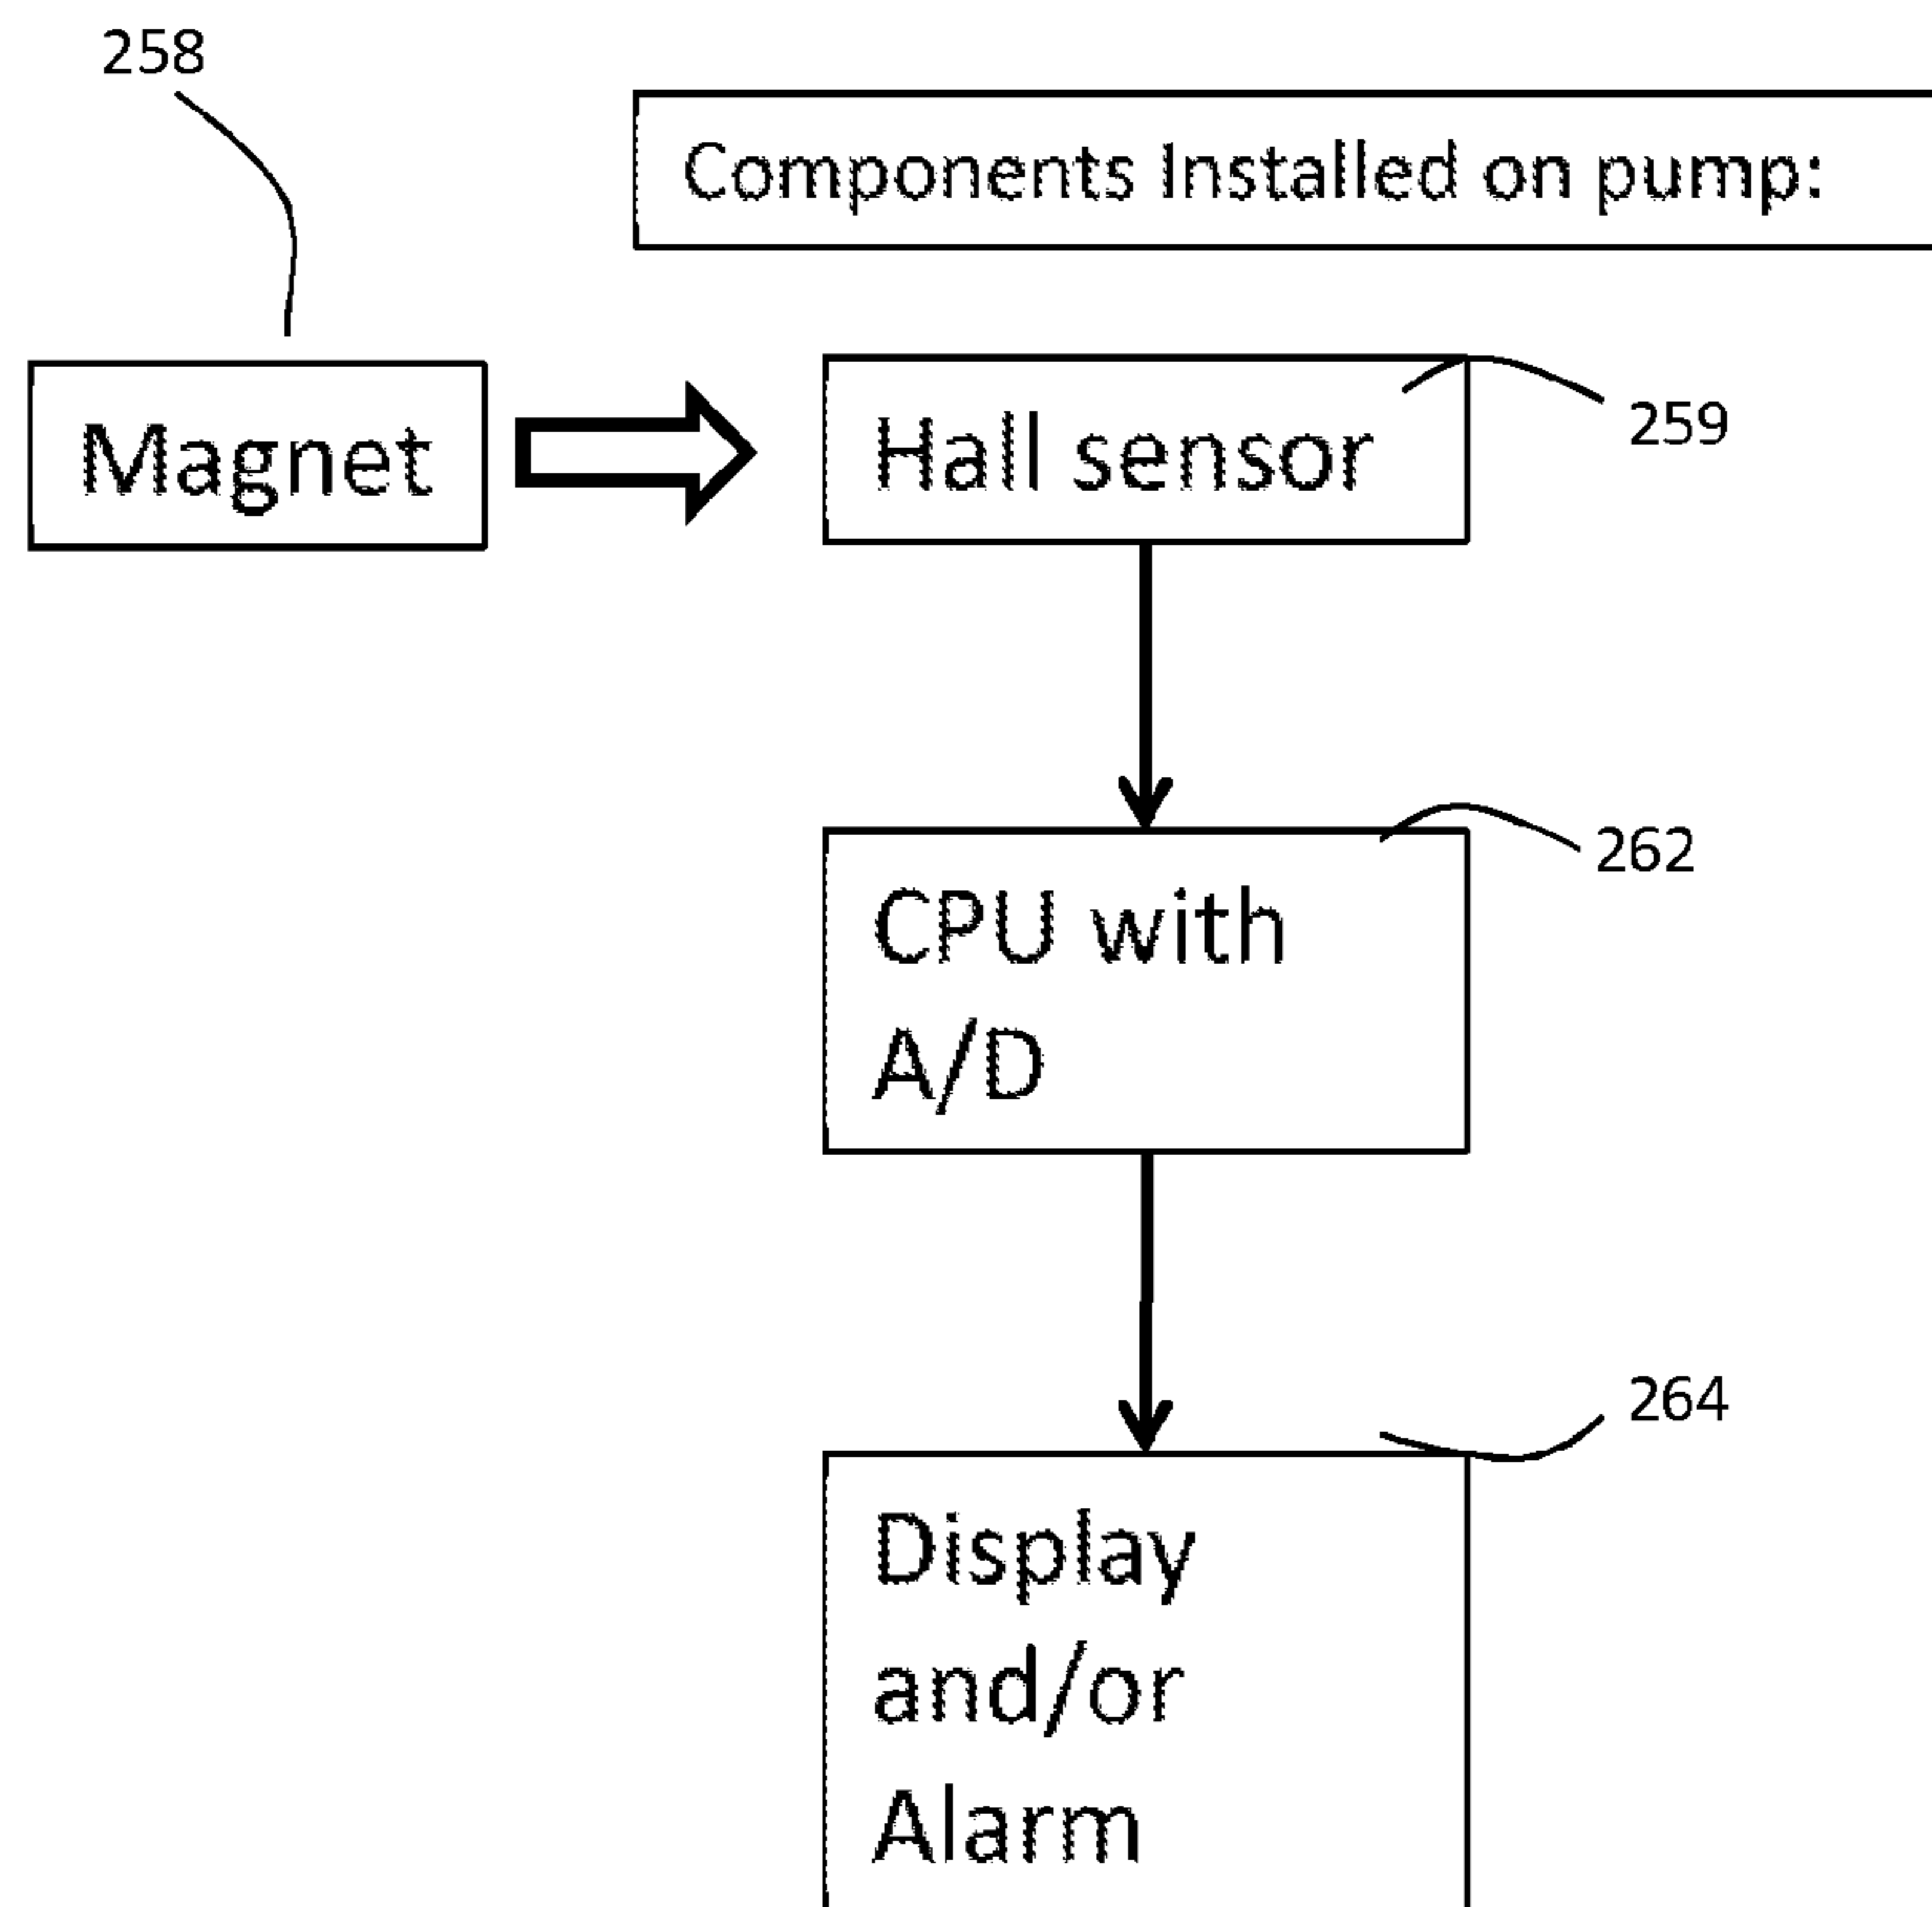 258
Components Installed on pump:
Magnet
Hall sensor
259
262
CPU with
A/D
264
Display
and/or
Alarm